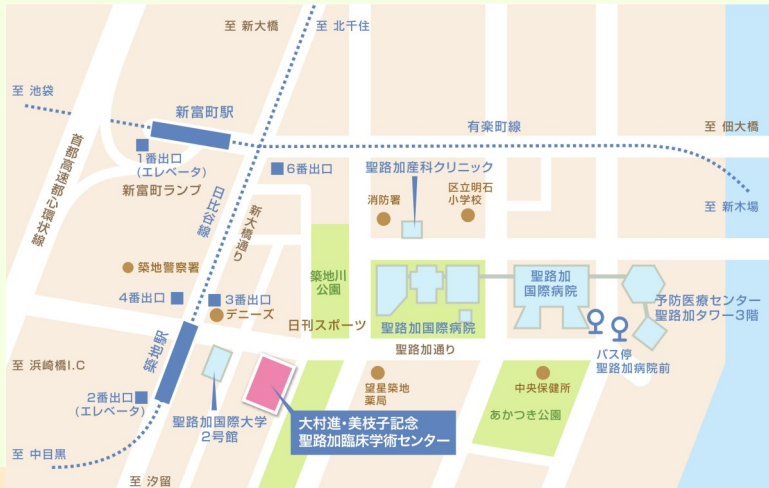 至 新大橋
至 北千住
至 池袋
新富町駅
有楽町線
至 佃大橋
1番出口
(エレベータ)
6番出口
聖路加産科クリニック
消防署
区立明石
小学校
新富町ランプ
首都高速都心環状線
日比谷線
新大橋通り
至 新木場
築地警察署
築地川
公園
4番出口
3番出口
デニーズ
日刊スポーツ
聖路加国際病院
聖路加
国際病院
予防医療センター
聖路加タワー3階
聖路加通り
バス停
聖路加病院前
築地駅
至 浜崎橋I.C
2番出口
(エレベータ)
聖路加国際大学
2号館
望星築地
薬局
中央保健所
あかつき公園
大村進・美枝子記念
聖路加臨床学術センター
至 中目黒
至 汐留